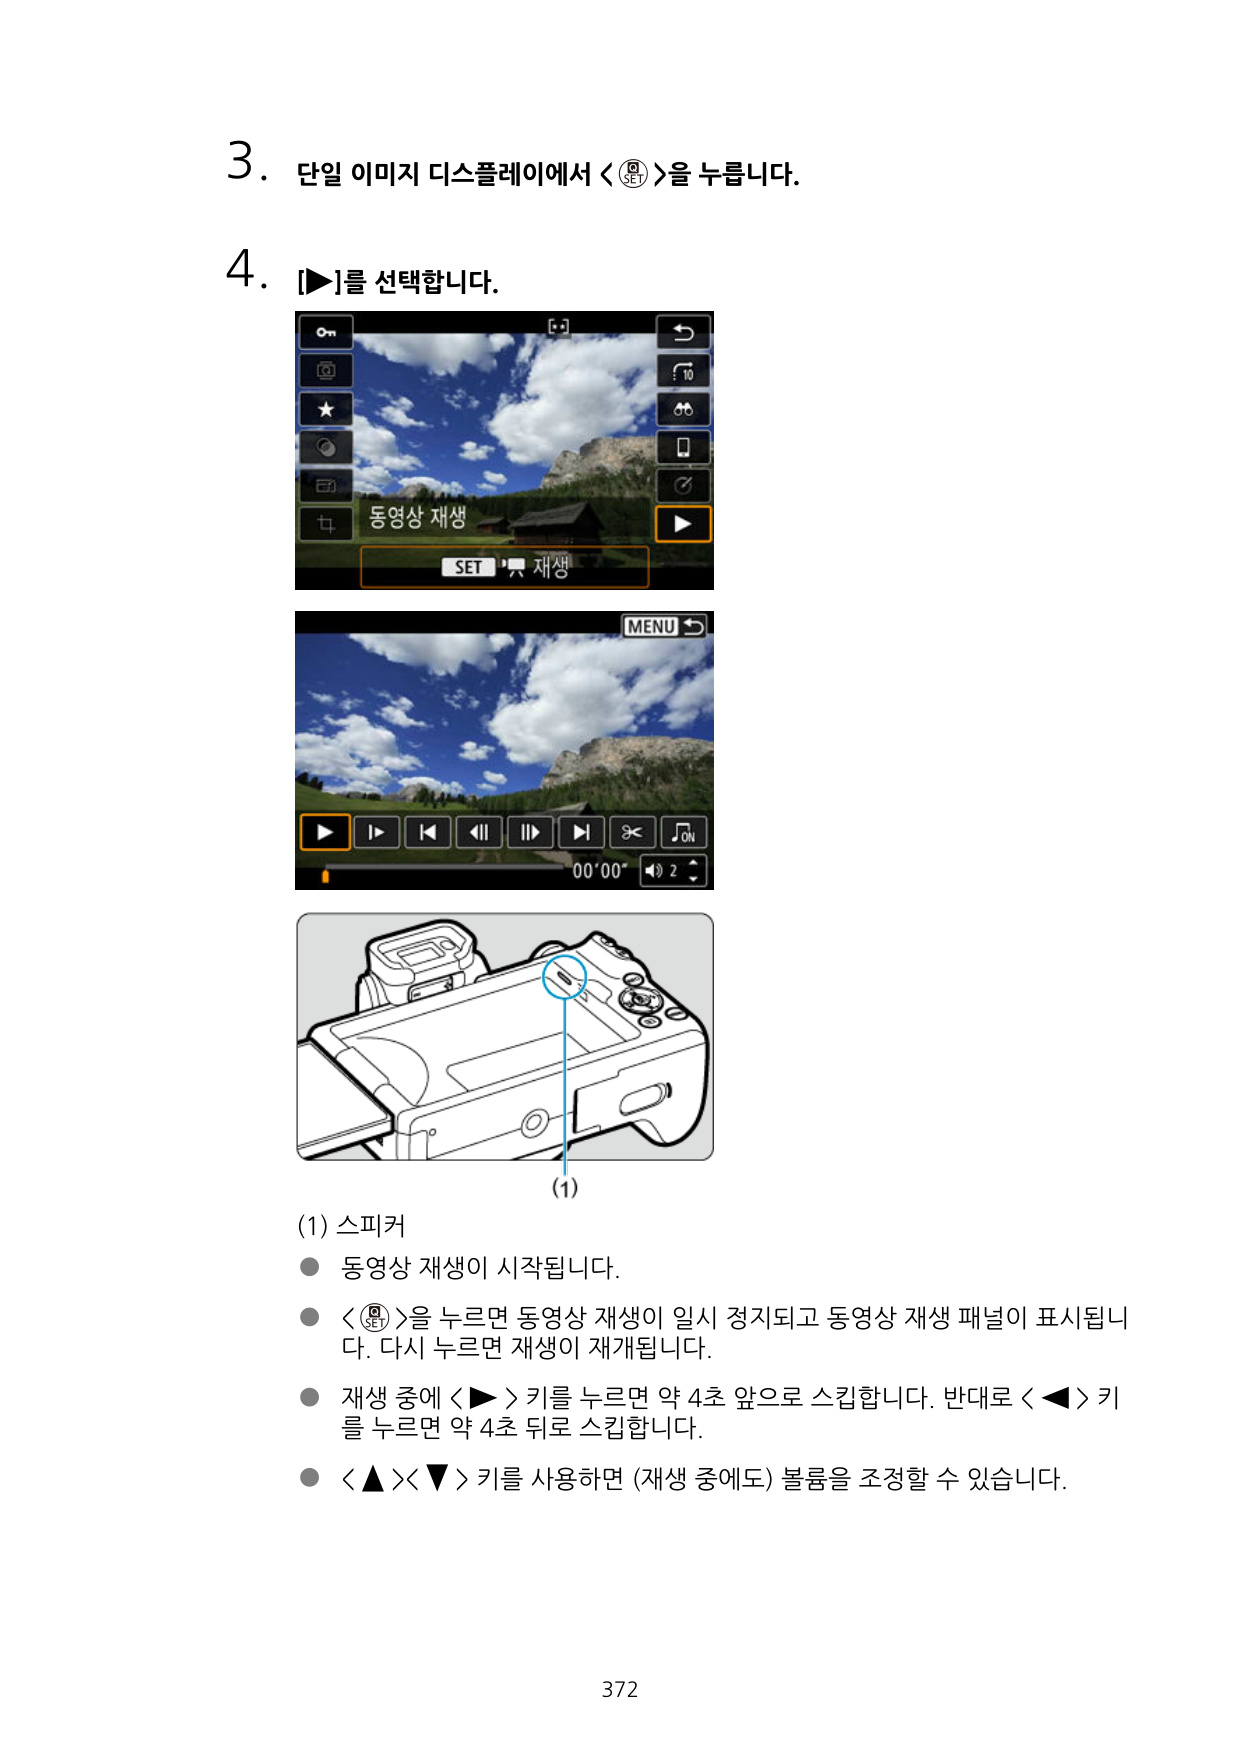 3. 단일 이미지 디스플레이에서 <Q SET>을 누릅니다.
4. [▶]를 선택합니다.
10
동영상 재생
SET 재생
MENU
ON
00'00" 2
(1)
(1) 스피커
● 동영상 재생이 시작됩니다.
● <Q SET>을 누르면 동영상 재생이 일시 정지되고 동영상 재생 패널이 표시됩니
다. 다시 누르면 재생이 재개됩니다.
● 재생 중에 < ▶ > 키를 누르면 약 4초 앞으로 스킵합니다. 반대로 < ◀ > 키
를 누르면 약 4초 뒤로 스킵합니다.
● < ▲ >< ▼ > 키를 사용하면 (재생 중에도) 볼륨을 조정할 수 있습니다.
372